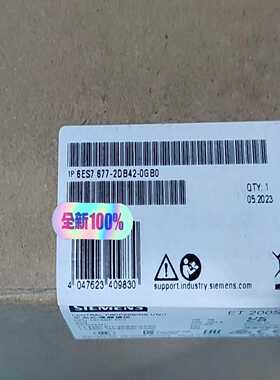 1P 6ES7 677-2DB42-0GB0
QTY: 1
05.2023
全新100%
support.industry.siemens.com
4 047623 409830
SIEMENS
ET 200S